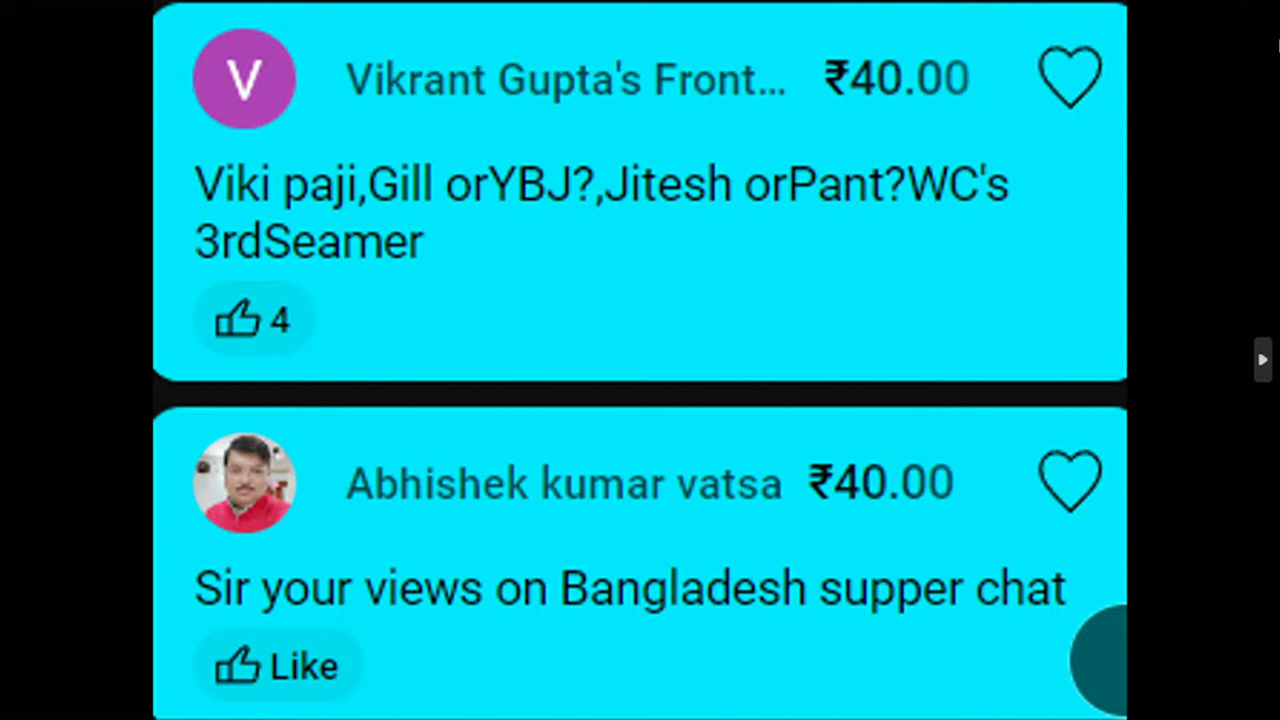 V Vikrant Gupta's Front... ₹40.00
Viki paji,Gill orYBJ?,Jitesh orPant?WC's
3rdSeamer
4
Abhishek kumar vatsa ₹40.00
Sir your views on Bangladesh supper chat
Like